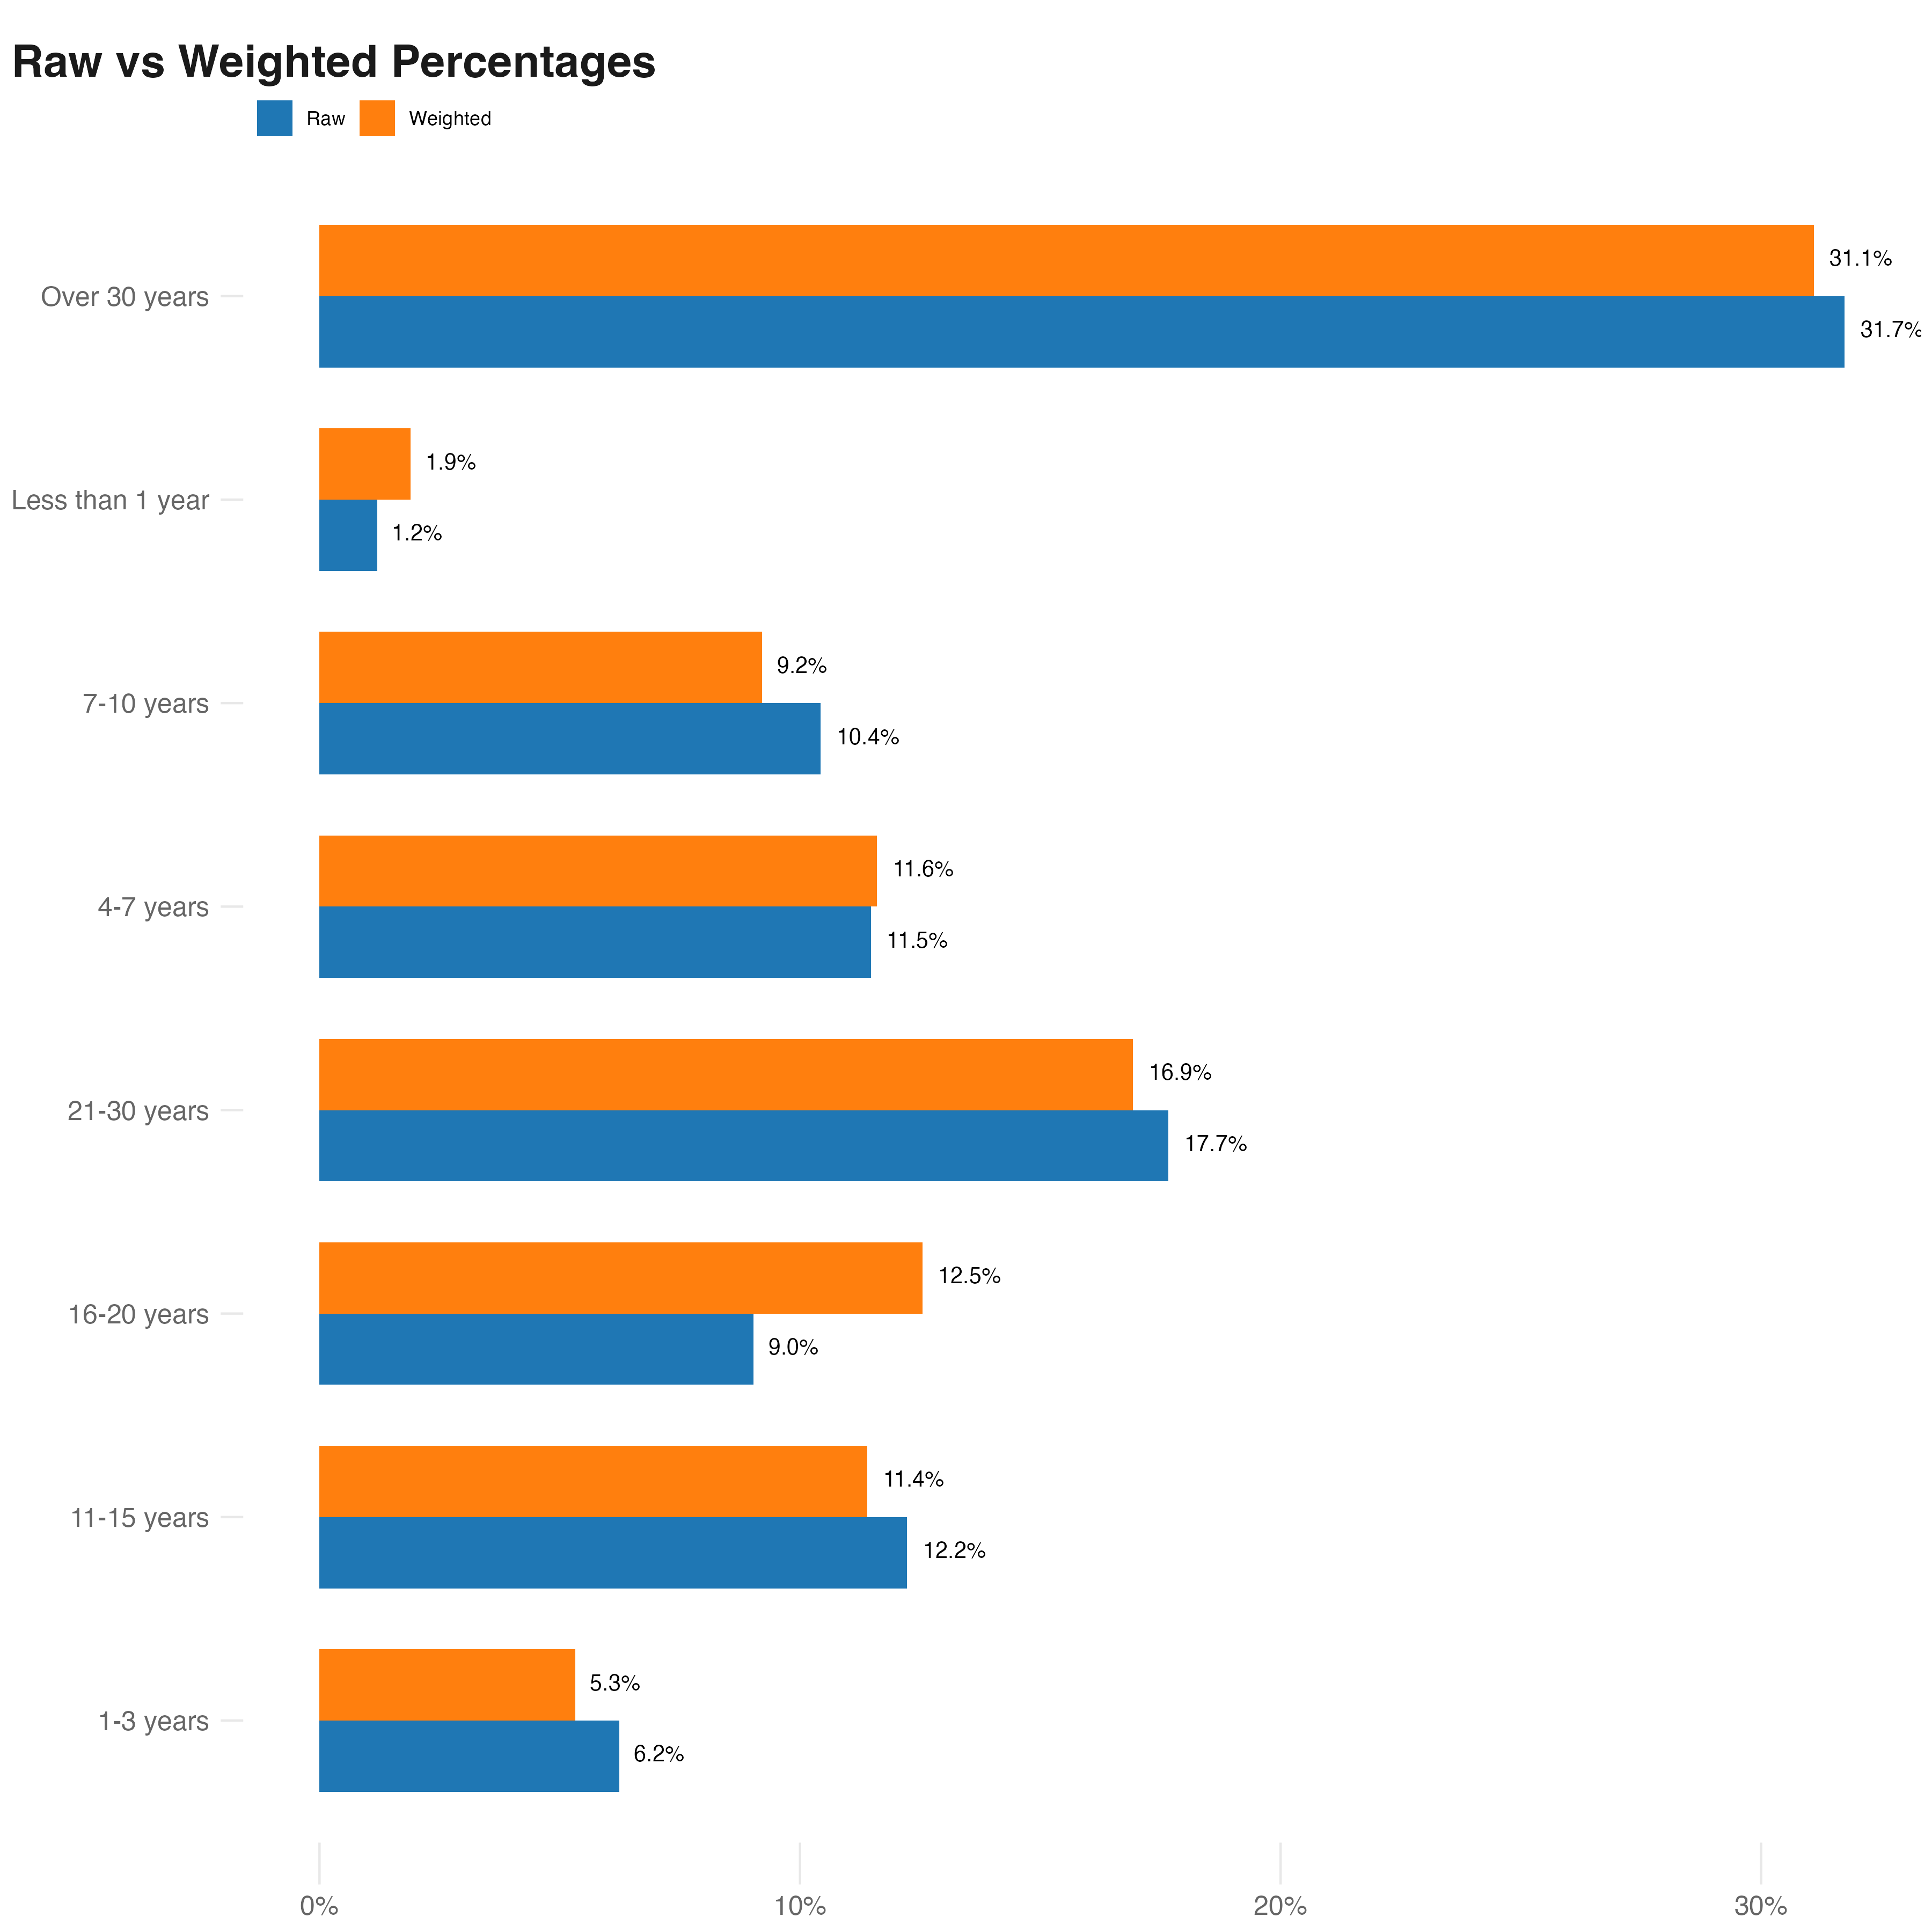 Raw vs Weighted Percentages
Raw Weighted
Over 30 years
31.1%
31.7%
Less than 1 year
1.9%
1.2%
7-10 years
9.2%
10.4%
4-7 years
11.6%
11.5%
21-30 years
16.9%
17.7%
16-20 years
12.5%
9.0%
11-15 years
11.4%
12.2%
1-3 years
5.3%
6.2%
0% 10% 20% 30%